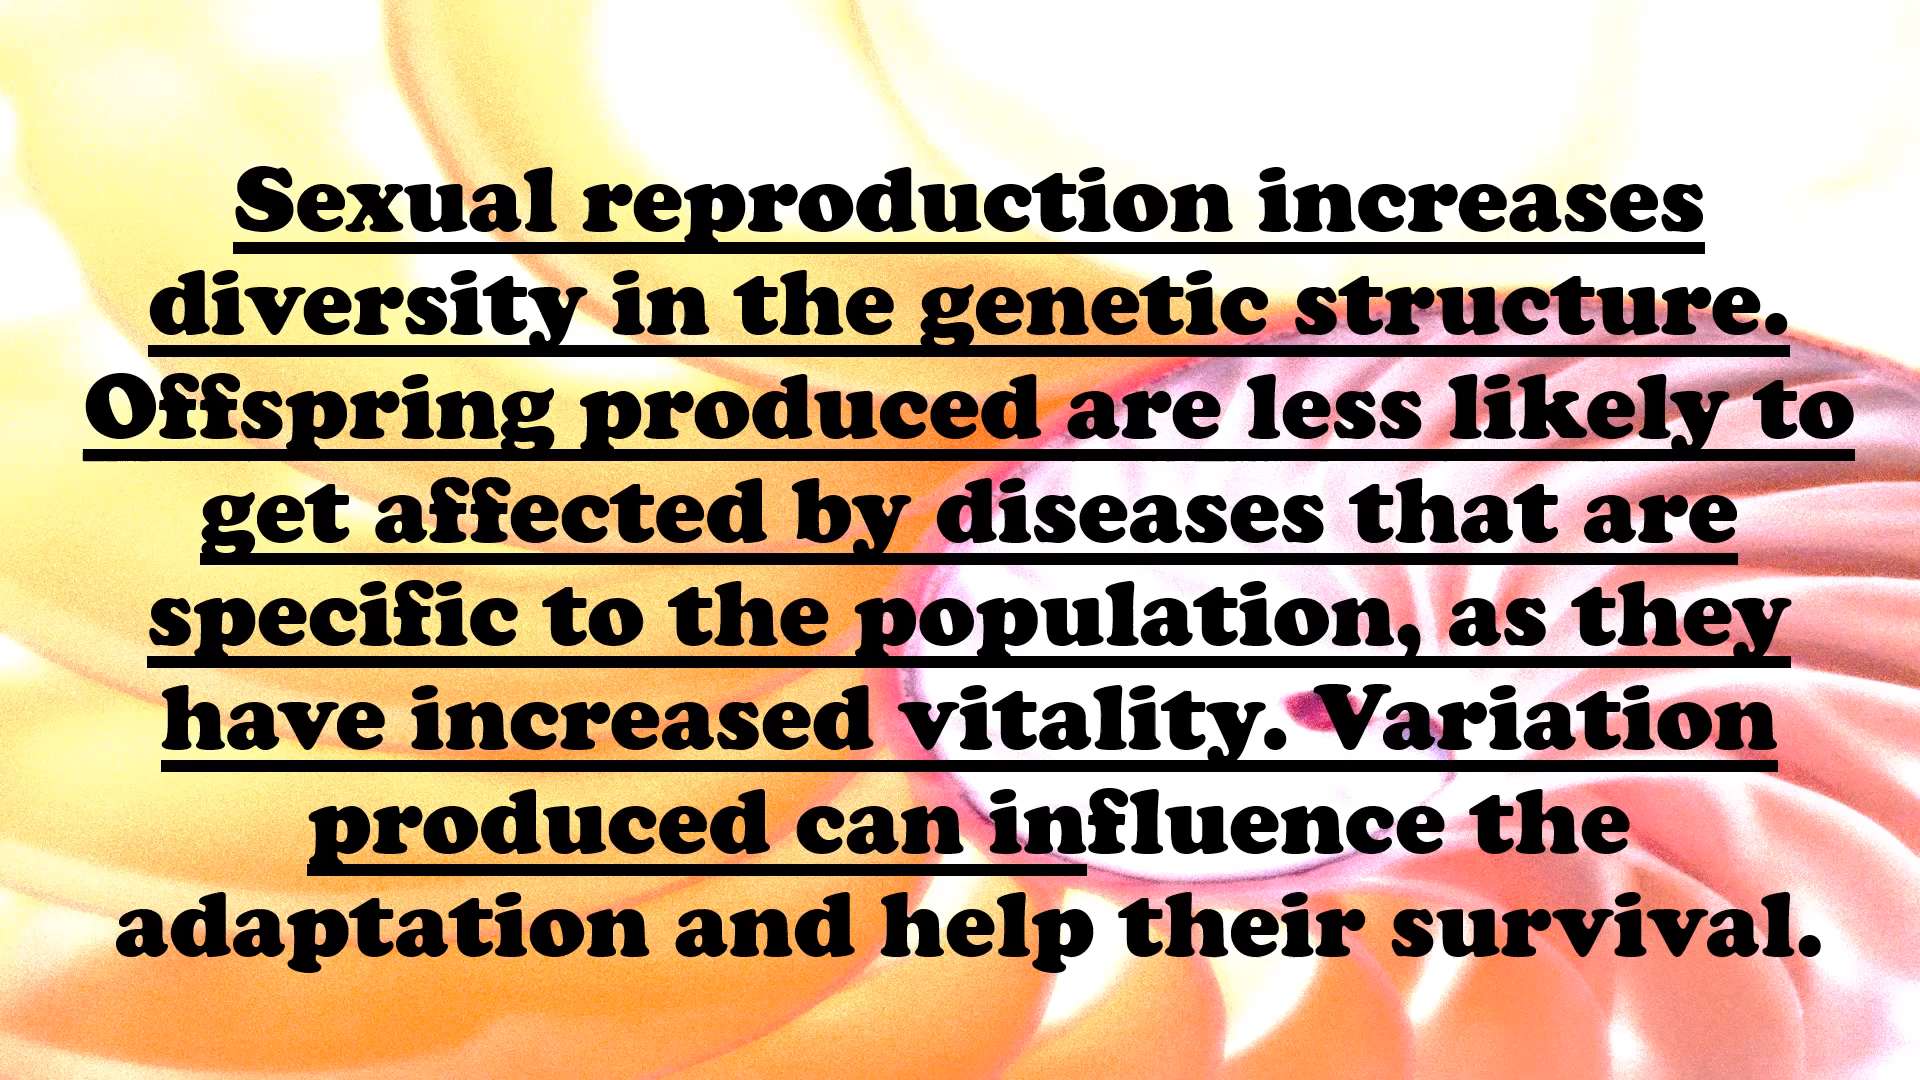 Sexual reproduction increases
diversity in the genetic structure.
Offspring produced are less likely to
get affected by diseases that are
specific to the population, as they
have increased vitality. Variation
produced can influence the
adaptation and help their survival.